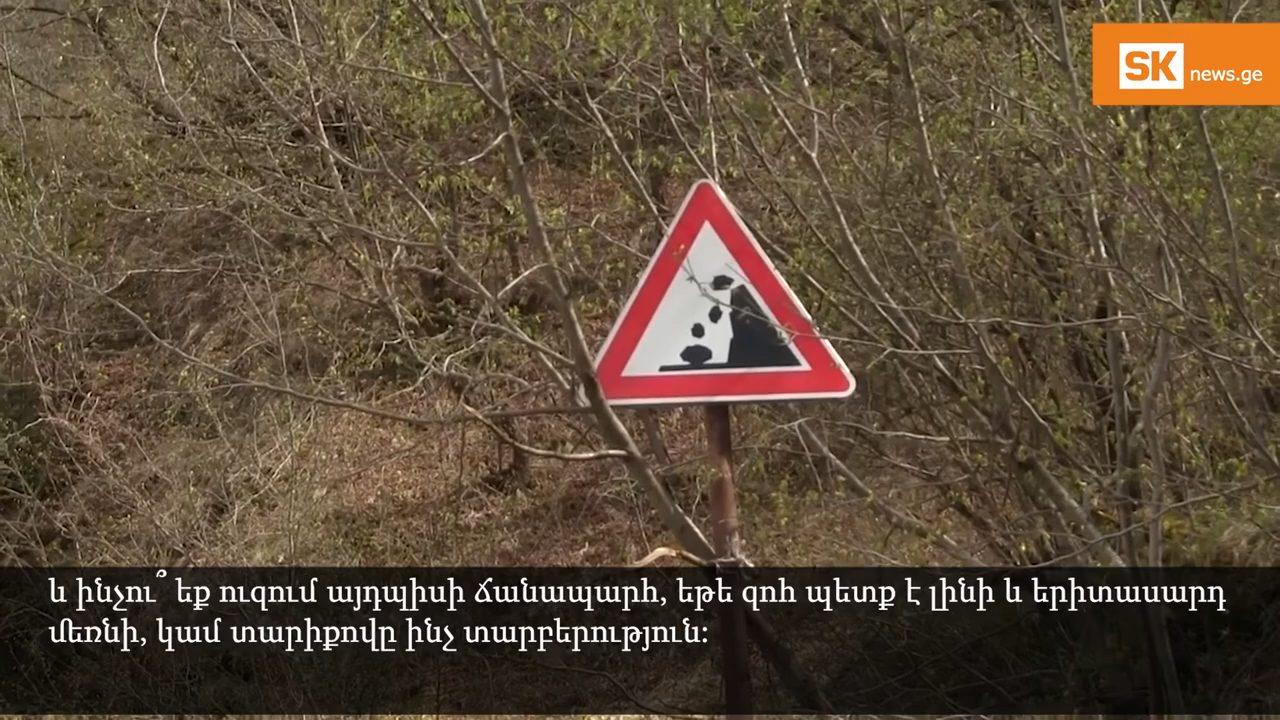 SK news.ge
և ինչու՞ եք ուզում այդպիսի ճանապարհ, եթե զոհ պետք է լինի և երիտասարդ
մեռնի, կամ տարիքովը ինչ տարբերություն: